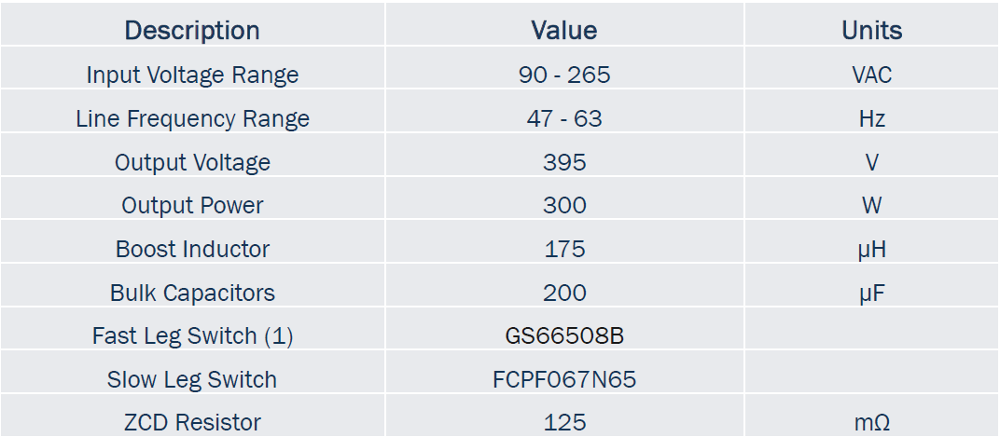 Description Value Units
Input Voltage Range 90 - 265 VAC
Line Frequency Range 47 - 63 Hz
Output Voltage 395 V
Output Power 300 W
Boost Inductor 175 µH
Bulk Capacitors 200 µF
Fast Leg Switch (1) GS66508B
Slow Leg Switch FCPF067N65
ZCD Resistor 125 mΩ